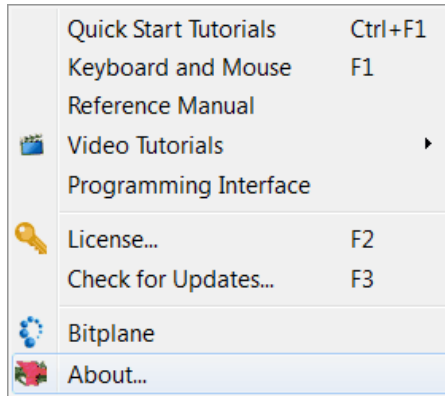 Quick Start Tutorials Ctrl+F1
Keyboard and Mouse F1
Reference Manual
Video Tutorials
Programming Interface
License... F2
Check for Updates... F3
Bitplane
About...